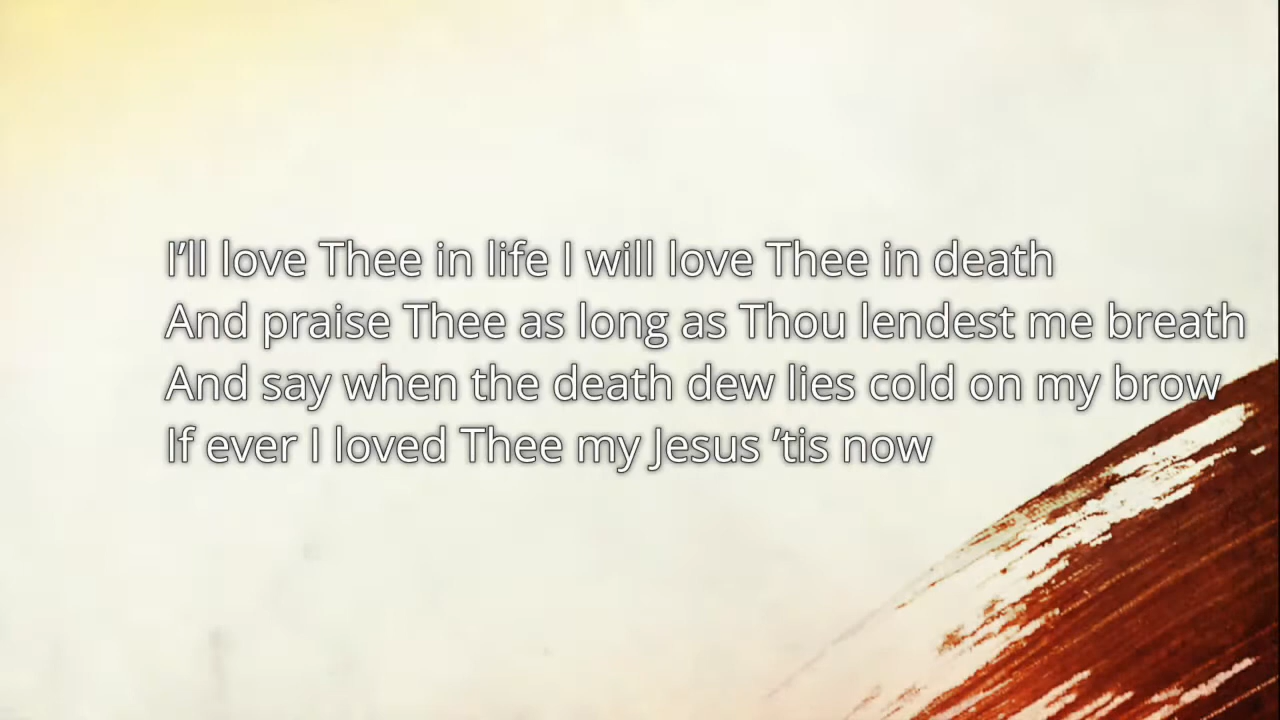 I’ll love Thee in life I will love Thee in death
And praise Thee as long as Thou lendest me breath
And say when the death dew lies cold on my brow
If ever I loved Thee my Jesus ’tis now